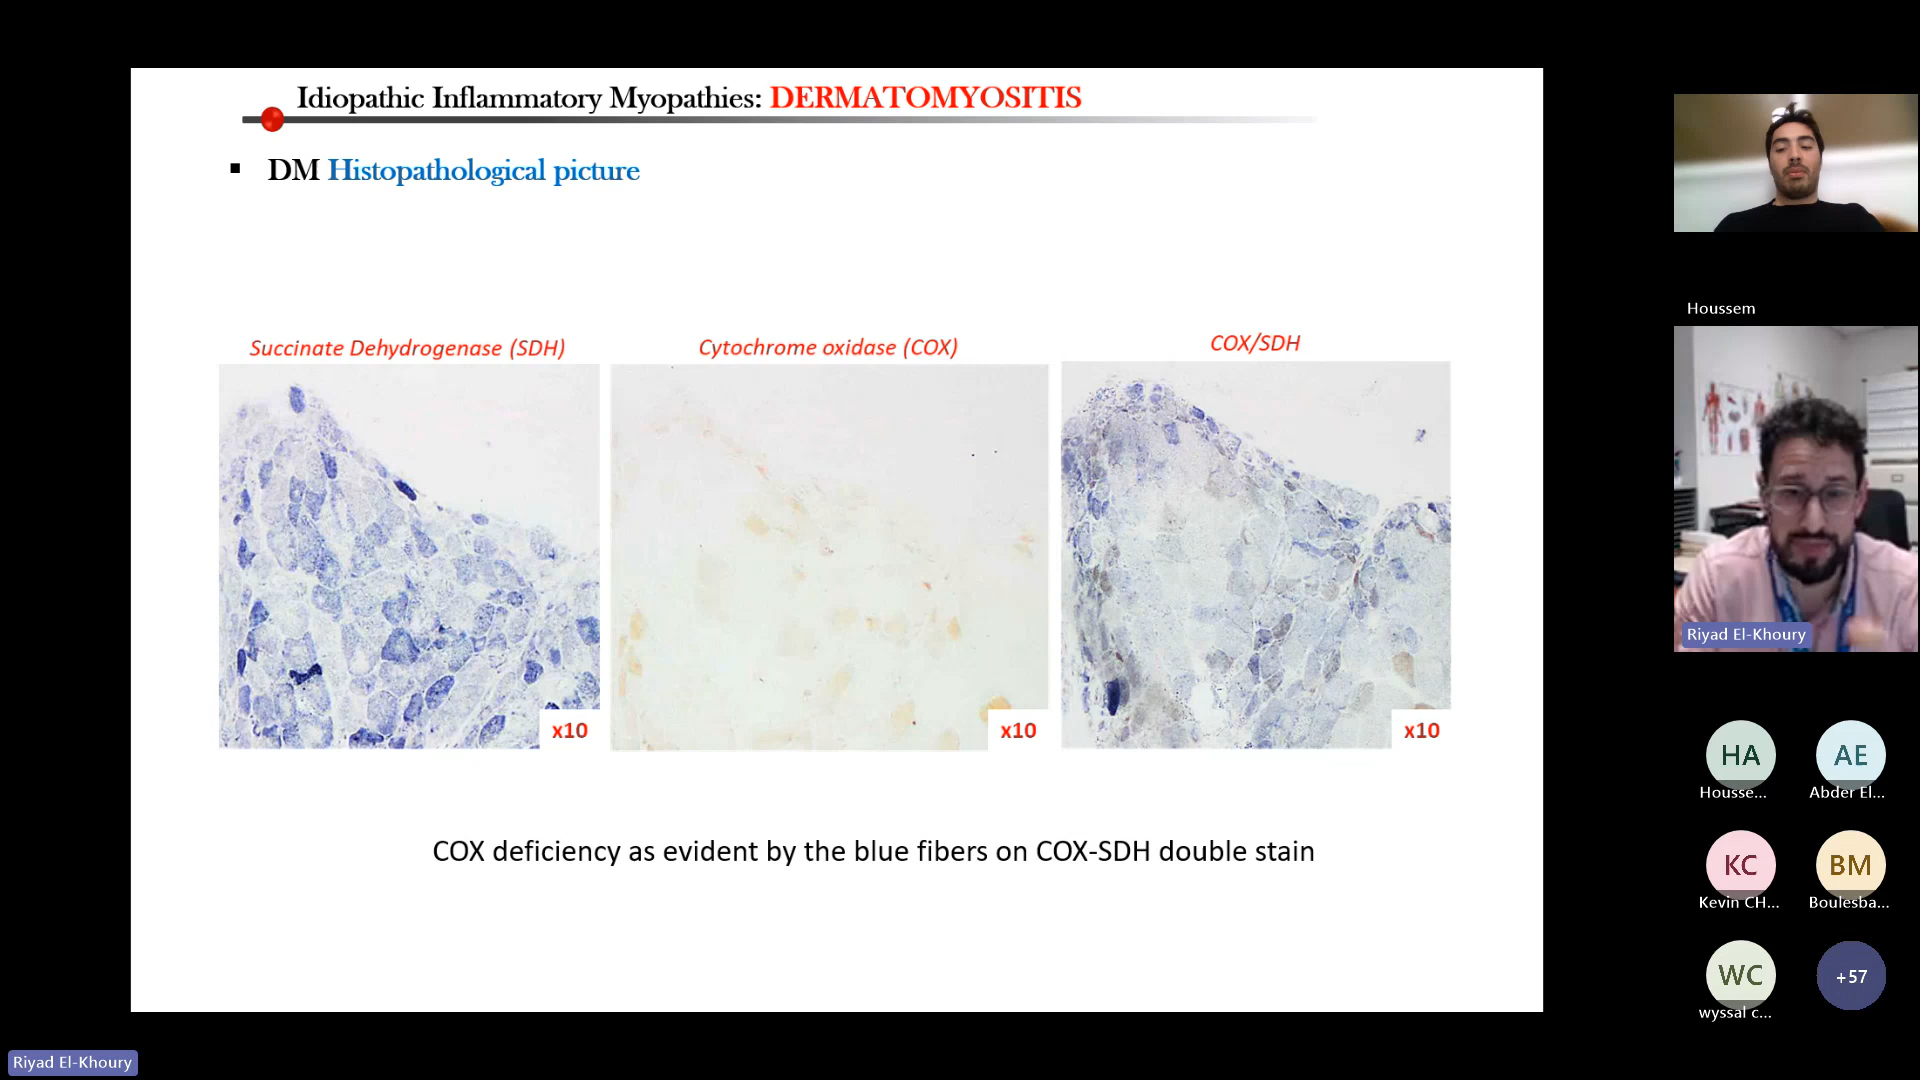 Idiopathic Inflammatory Myopathies: DERMATOMYOSITIS
DM Histopathological picture
Succinate Dehydrogenase (SDH)
Cytochrome oxidase (COX)
COX/SDH
x10
x10
x10
COX deficiency as evident by the blue fibers on COX-SDH double stain
Houssem
Riyad El-Khoury
HA
Housse...
AE
Abder El...
KC
Kevin CH...
BM
Boulesba...
WC
wyssal c...
+57
Riyad El-Khoury